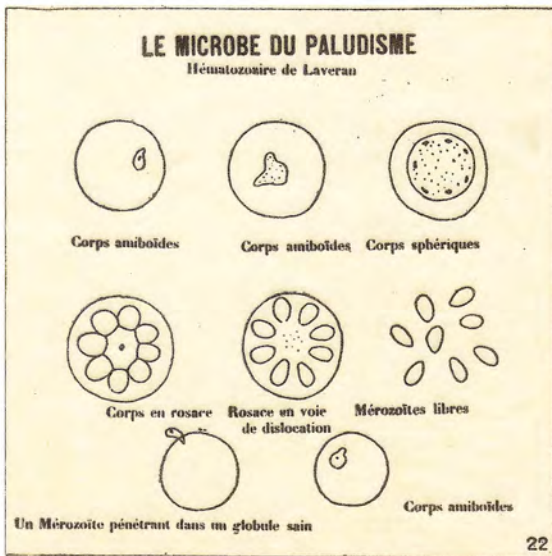 LE MICROBE DU PALUDISME
Hématozoaire de Laveran
Corps amiboïdes
Corps amiboïdes
Corps sphériques
Corps en rosace
Rosace en voie
de dislocation
Mérozoïtes libres
Un Mérozoïte pénétrant dans un globule sain
Corps amiboïdes
22